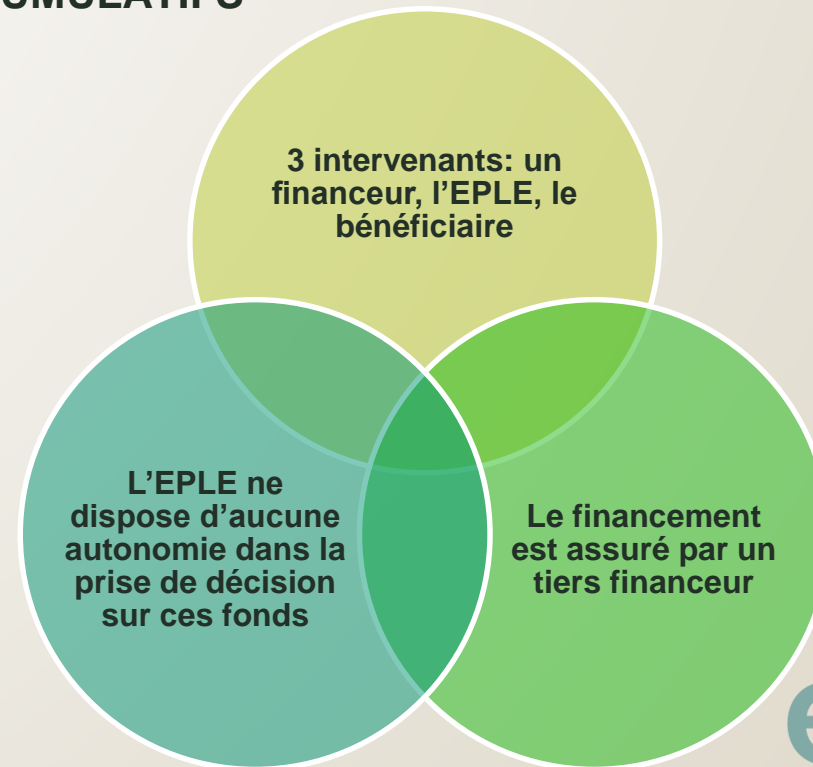 3 intervenants: un
financeur, l’EPLE, le
bénéficiaire
L’EPLE ne
dispose d’aucune
autonomie dans la
prise de décision
sur ces fonds
Le financement
est assuré par un
tiers financeur